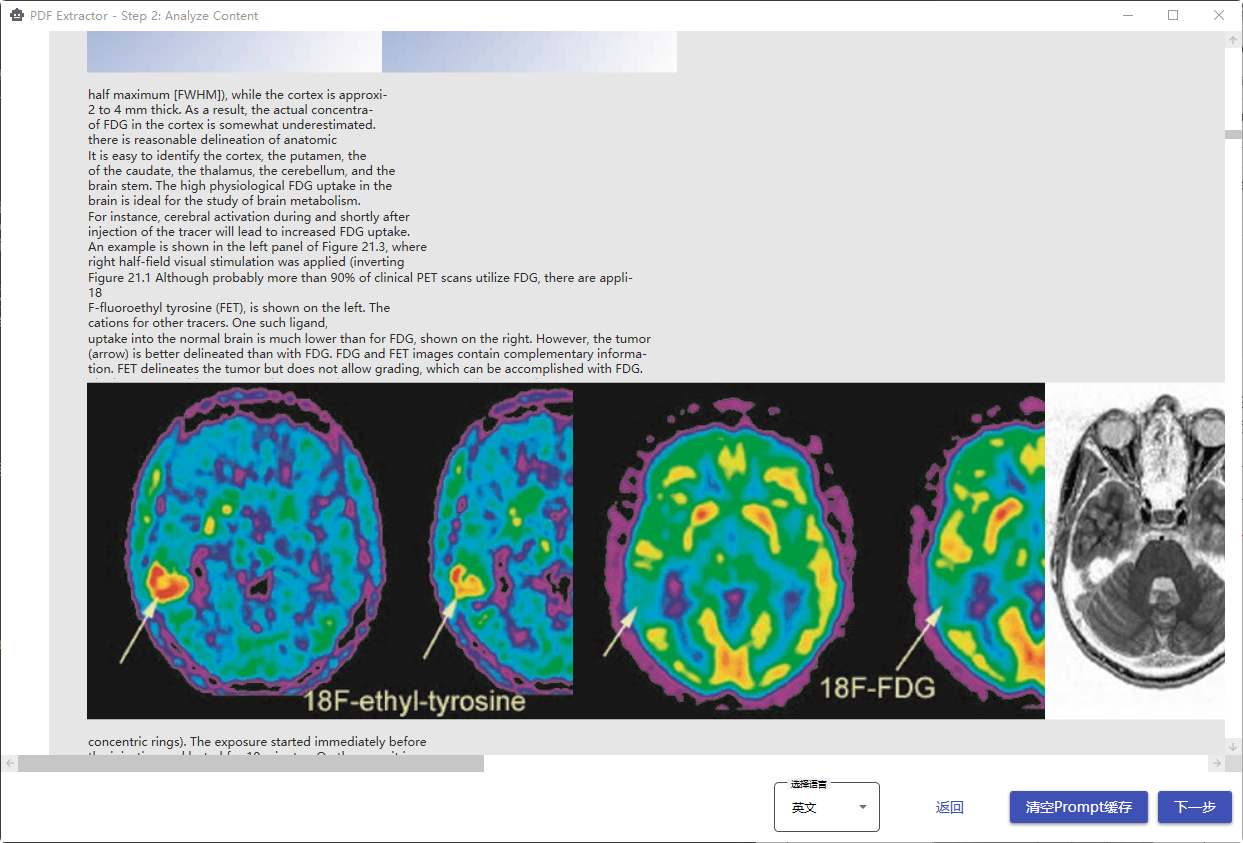 PDF Extractor - Step 2: Analyze Content
half maximum [FWHM]), while the cortex is approxi-
2 to 4 mm thick. As a result, the actual concentra-
of FDG in the cortex is somewhat underestimated.
there is reasonable delineation of anatomic
It is easy to identify the cortex, the putamen, the
of the caudate, the thalamus, the cerebellum, and the
brain stem. The high physiological FDG uptake in the
brain is ideal for the study of brain metabolism.
For instance, cerebral activation during and shortly after
injection of the tracer will lead to increased FDG uptake.
An example is shown in the left panel of Figure 21.3, where
right half-field visual stimulation was applied (inverting
Figure 21.1 Although probably more than 90% of clinical PET scans utilize FDG, there are appli-
18
F-fluoroethyl tyrosine (FET), is shown on the left. The
cations for other tracers. One such ligand,
uptake into the normal brain is much lower than for FDG, shown on the right. However, the tumor
(arrow) is better delineated than with FDG. FDG and FET images contain complementary informa-
tion. FET delineates the tumor but does not allow grading, which can be accomplished with FDG.
18F-ethyl-tyrosine
18F-FDG
concentric rings). The exposure started immediately before
选择语言
英文
返回
清空Prompt缓存
下一步